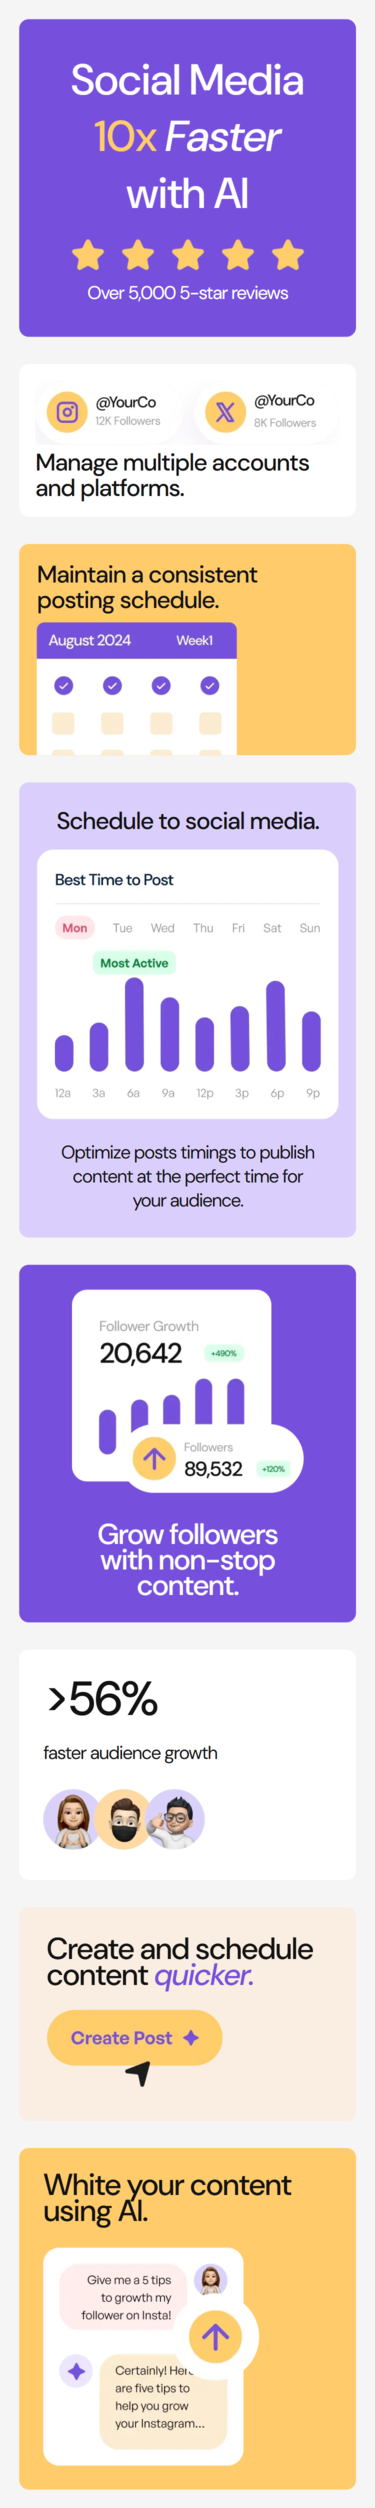 Social Media
10x Faster
with AI
Over 5,000 5-star reviews
@YourCo
12K Followers
@YourCo
8K Followers
Manage multiple accounts
and platforms.
Maintain a consistent
posting schedule.
August 2024 Week1
Schedule to social media.
Best Time to Post
Mon Tue Wed Thu Fri Sat Sun
Most Active
12a 3a 6a 9a 12p 3p 6p 9p
Optimize posts timings to publish
content at the perfect time for
your audience.
Follower Growth
20,642 +490%
Followers
89,532 +120%
Grow followers
with non-stop
content.
>56%
faster audience growth
Create and schedule
content quicker.
Create Post
White your content
using AI.
Give me a 5 tips
to growth my
follower on Insta!
Certainly! Here
are five tips to
help you grow
your Instagram...